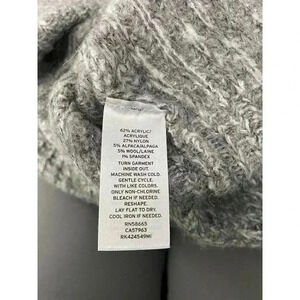 62% ACRYLIC/
ACRYLIQUE
27% NYLON
5% ALPACA/ALPAGA
5% WOOL/LAINE
1% SPANDEX
TURN GARMENT
INSIDE OUT.
MACHINE WASH COLD.
GENTLE CYCLE.
WITH LIKE COLORS.
ONLY NON-CHLORINE
BLEACH IF NEEDED.
RESHAPE.
LAY FLAT TO DRY.
COOL IRON IF NEEDED.
RN58665
CA57963
RK424549MI